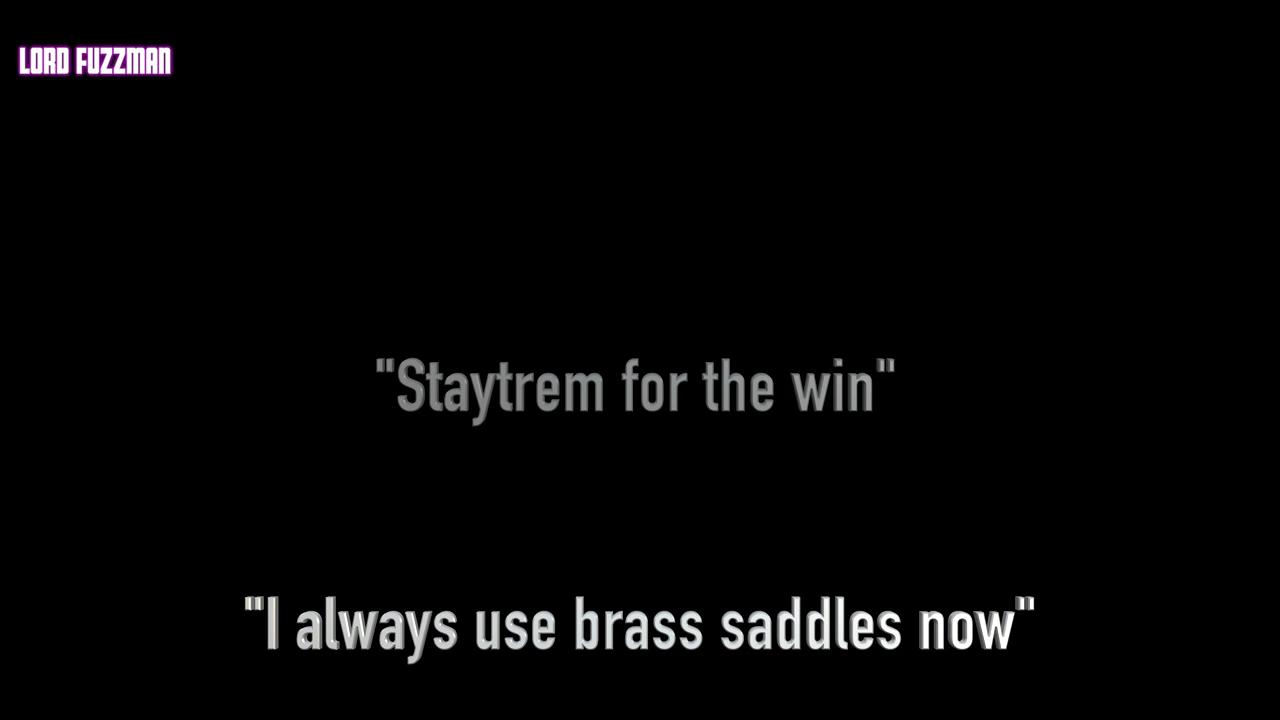 LORD FUZZMAN
"Staytrem for the win"
"I always use brass saddles now"